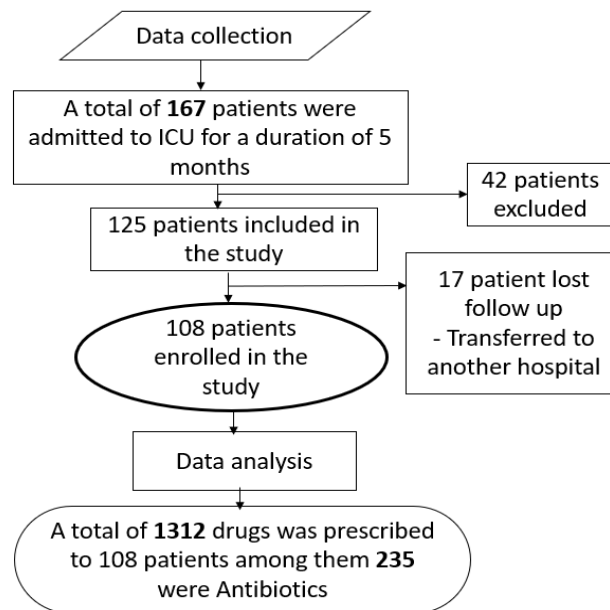 Data collection
A total of 167 patients were
admitted to ICU for a duration of 5
months
42 patients
excluded
125 patients included in
the study
17 patient lost
follow up
- Transferred to
another hospital
108 patients
enrolled in the
study
Data analysis
A total of 1312 drugs was prescribed
to 108 patients among them 235
were Antibiotics